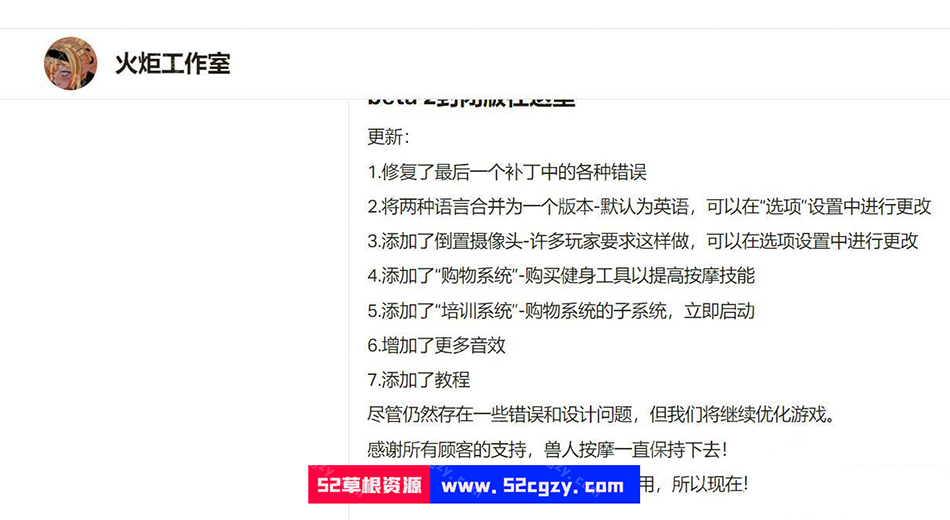 火炬工作室
beta 2封闭版在这里
更新：
1.修复了最后一个补丁中的各种错误
2.将两种语言合并为一个版本-默认为英语，可以在“选项”设置中进行更改
3.添加了倒置摄像头-许多玩家要求这样做，可以在选项设置中进行更改
4.添加了“购物系统”-购买健身工具以提高按摩技能
5.添加了“培训系统”-购物系统的子系统，立即启动
6.增加了更多音效
7.添加了教程
尽管仍然存在一些错误和设计问题，但我们将继续优化游戏。
感谢所有顾客的支持，兽人按摩一直保持下去！
52草根资源 www.52cgzy.com 用，所以现在！